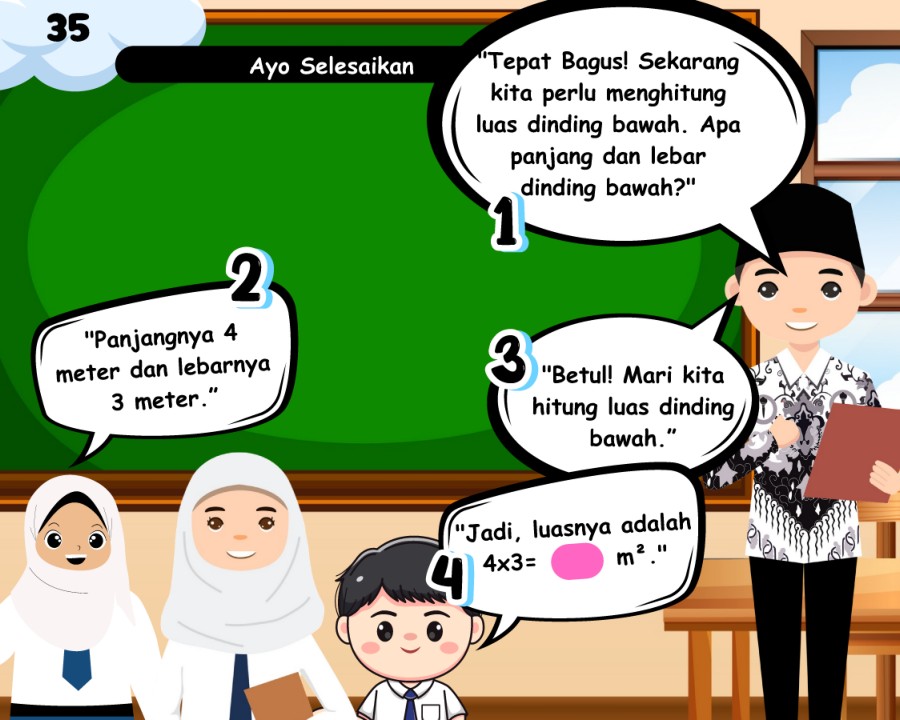 35
Ayo Selesaikan
1
"Tepat Bagus! Sekarang
kita perlu menghitung
luas dinding bawah. Apa
panjang dan lebar
dinding bawah?"
2
"Panjangnya 4
meter dan lebarnya
3 meter.”
3
"Betul! Mari kita
hitung luas dinding
bawah.”
4
"Jadi, luasnya adalah
4x3= m²."